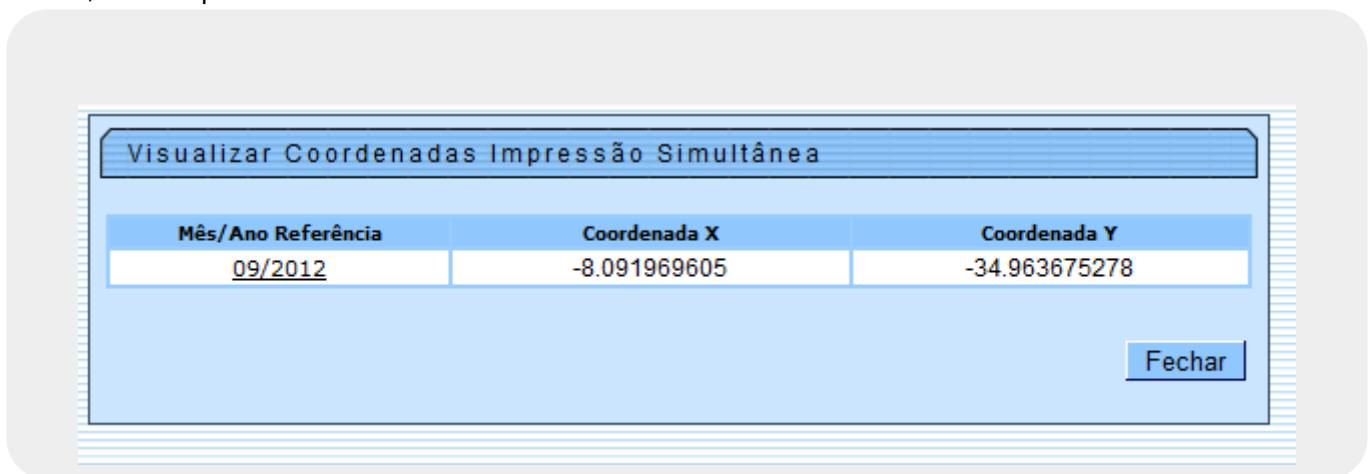 Visualizar Coordenadas Impressão Simultânea
Mês/Ano Referência Coordenada X Coordenada Y
09/2012 -8.091969605 -34.963675278
Fechar